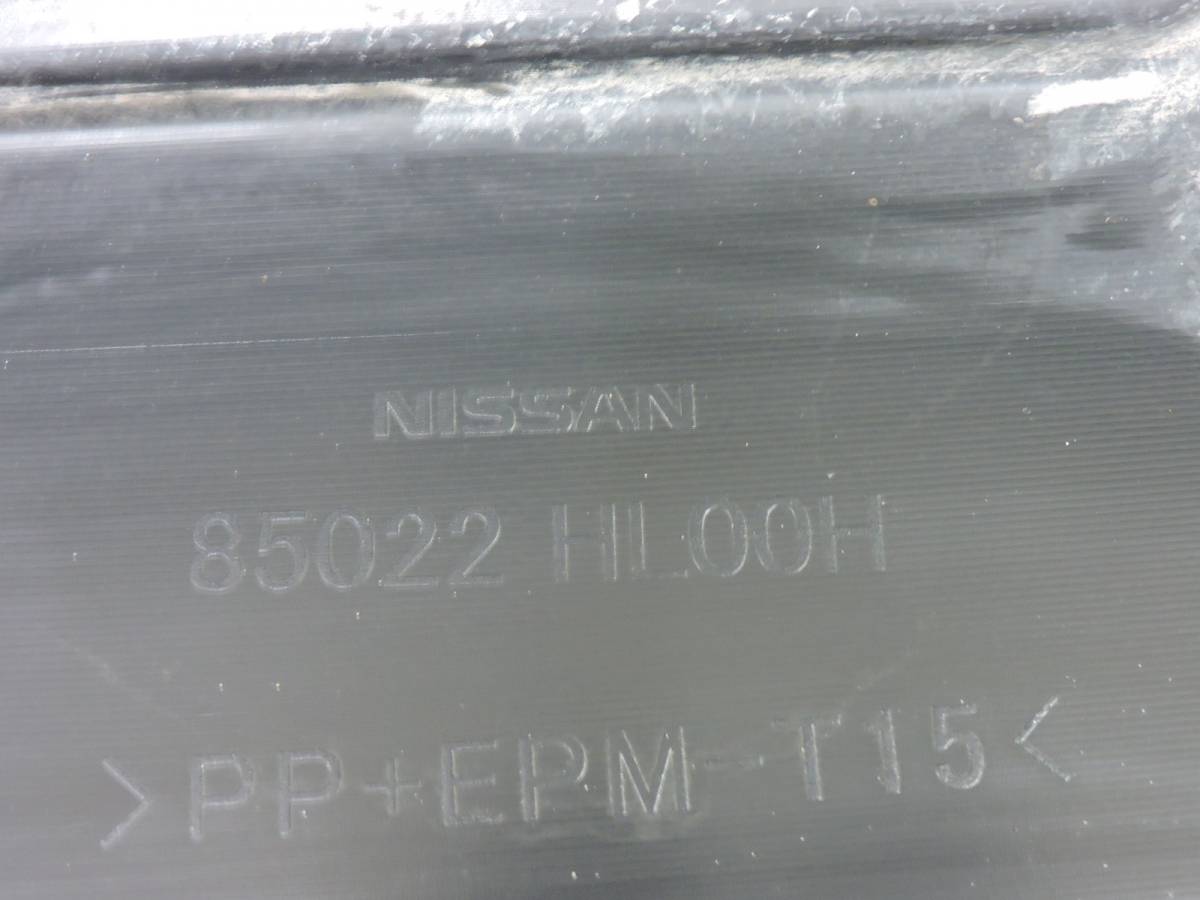 NISSAN
85022 HL00H
>PP+EPM-T15<